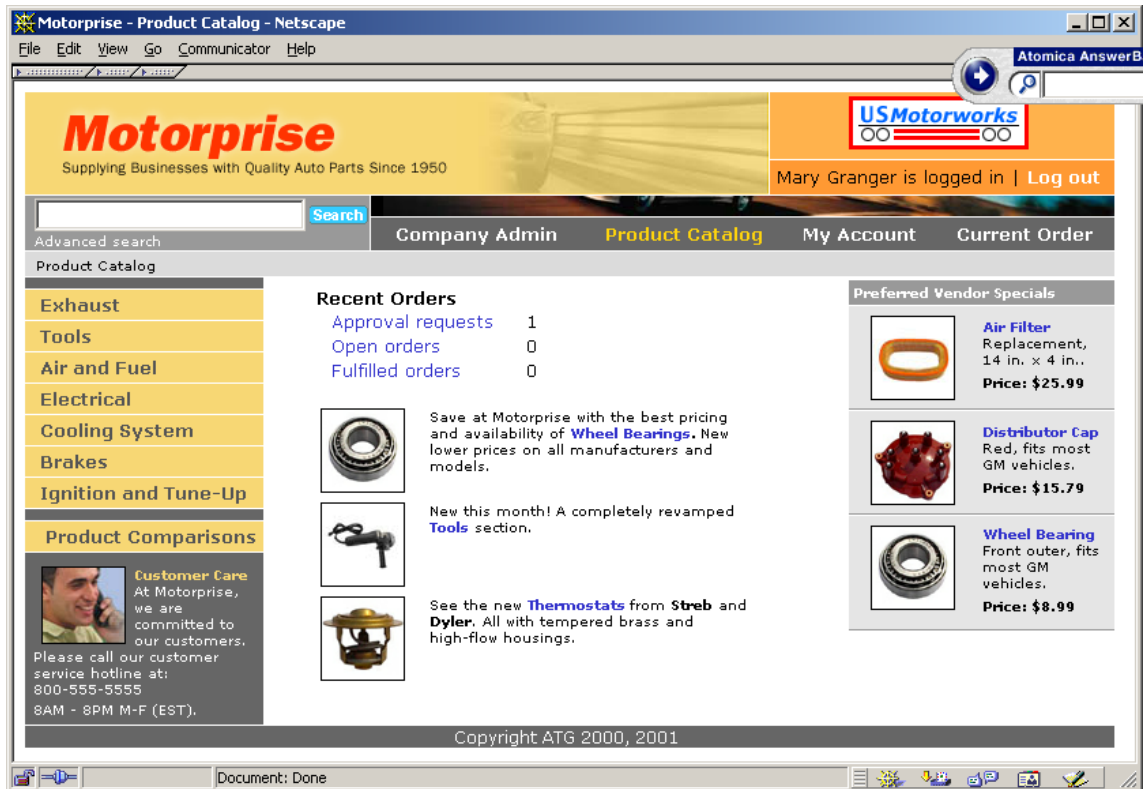 Motorprise - Product Catalog - Netscape
File Edit View Go Communicator Help
Atomica AnswerB
Motorprise
Supplying Businesses with Quality Auto Parts Since 1950
USMotorworks
Mary Granger is logged in | Log out
Search
Advanced search
Company Admin Product Catalog My Account Current Order
Product Catalog
Exhaust
Tools
Air and Fuel
Electrical
Cooling System
Brakes
Ignition and Tune-Up
Product Comparisons
Customer Care
At Motorprise,
we are
committed to
our customers.
Please call our customer
service hotline at:
800-555-5555
8AM - 8PM M-F (EST).
Recent Orders
Approval requests 1
Open orders 0
Fulfilled orders 0
Save at Motorprise with the best pricing
and availability of Wheel Bearings. New
lower prices on all manufacturers and
models.
New this month! A completely revamped
Tools section.
See the new Thermostats from Streb and
Dyler. All with tempered brass and
high-flow housings.
Preferred Vendor Specials
Air Filter
Replacement,
14 in. x 4 in..
Price: $25.99
Distributor Cap
Red, fits most
GM vehicles.
Price: $15.79
Wheel Bearing
Front outer, fits
most GM
vehicles.
Price: $8.99
Copyright ATG 2000, 2001
Document: Done